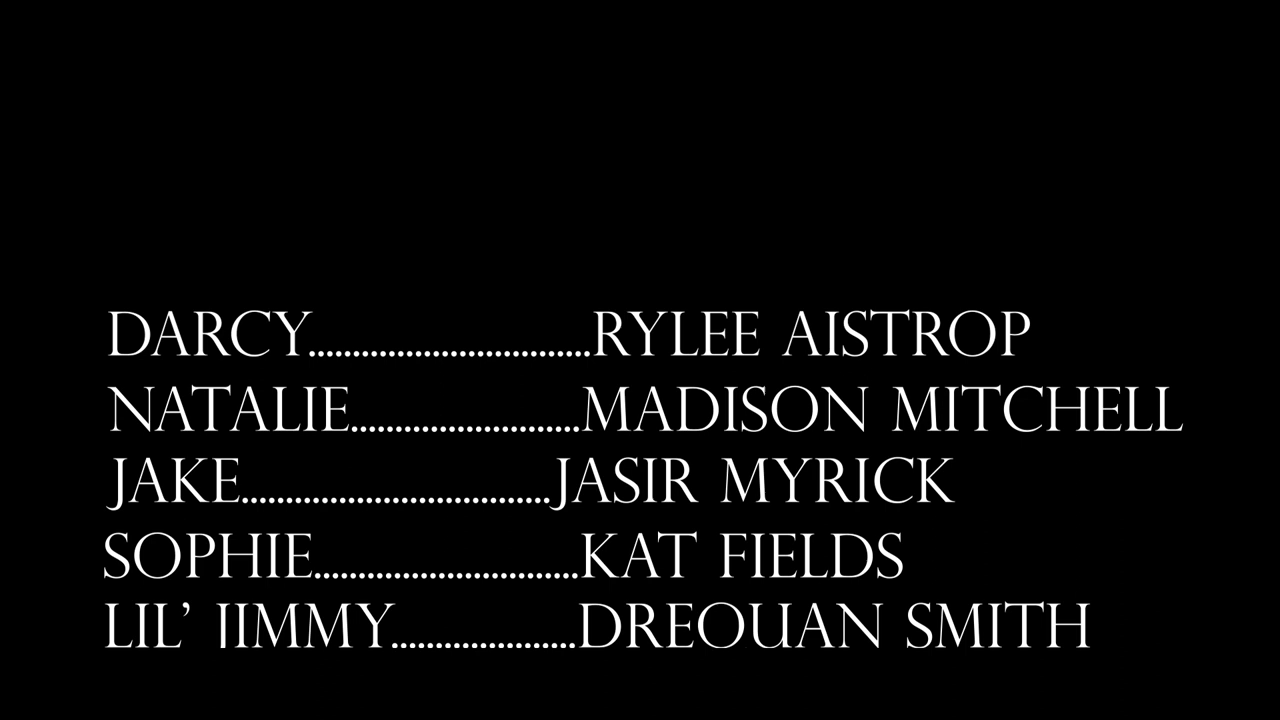 DARCY................................RYLEE AISTROP
NATALIE..........................MADISON MITCHELL
JAKE...................................JASIR MYRICK
SOPHIE..............................KAT FIELDS
LIL’ JIMMY.....................DREOUAN SMITH